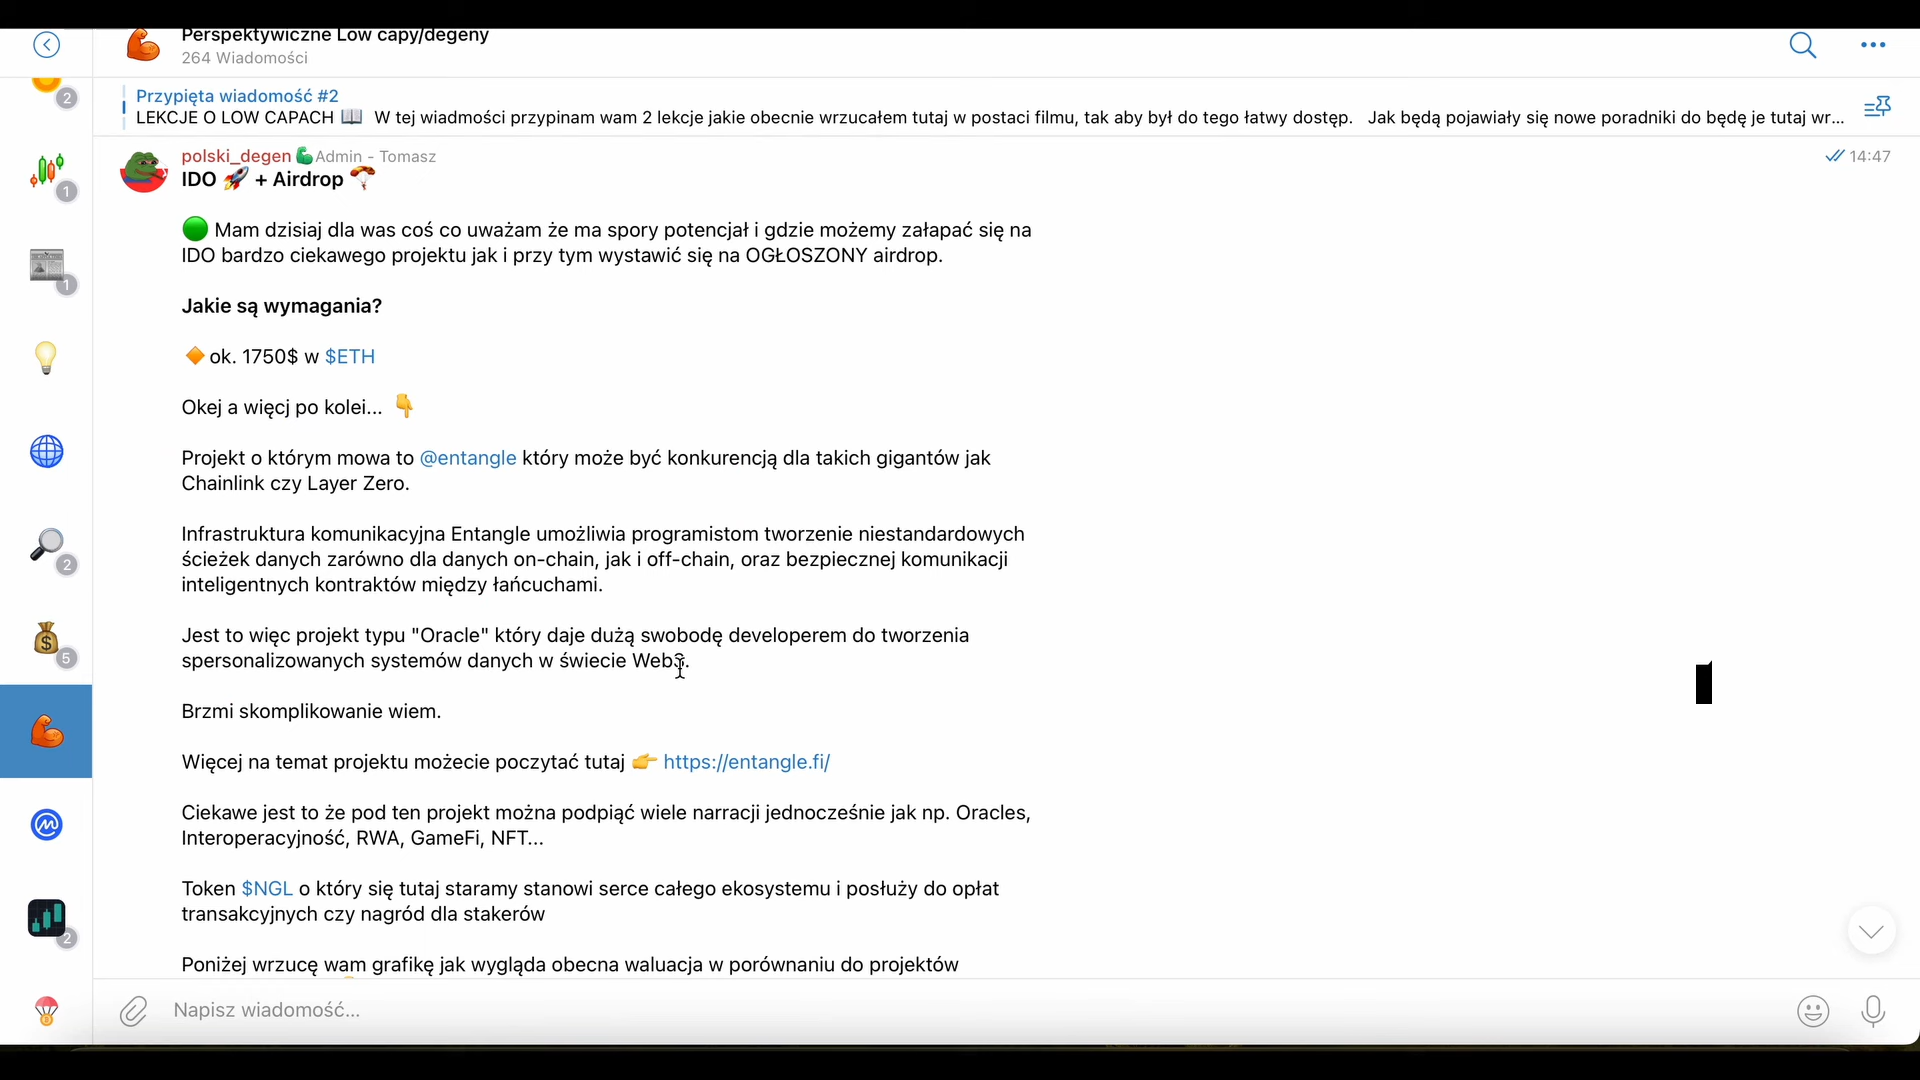 Perspektywiczne Low capy/degeny
264 Wiadomości
Przypięta wiadomość #2
LEKCJE O LOW CAPACH 📖 W tej wiadmości przypinam wam 2 lekcje jakie obecnie wrzucałem tutaj w postaci filmu, tak aby był do tego łatwy dostęp. Jak będą pojawiały się nowe poradniki do będę je tutaj wr...
polski_degen Admin - Tomasz
14:47
IDO 🚀 + Airdrop 🪂
🟢 Mam dzisiaj dla was coś co uważam że ma spory potencjał i gdzie możemy załapać się na
IDO bardzo ciekawego projektu jak i przy tym wystawić się na OGŁOSZONY airdrop.
Jakie są wymagania?
🔶 ok. 1750$ w $ETH
Okej a więcj po kolei... 👇
Projekt o którym mowa to @entangle który może być konkurencją dla takich gigantów jak
Chainlink czy Layer Zero.
Infrastruktura komunikacyjna Entangle umożliwia programistom tworzenie niestandardowych
ścieżek danych zarówno dla danych on-chain, jak i off-chain, oraz bezpiecznej komunikacji
inteligentnych kontraktów między łańcuchami.
Jest to więc projekt typu "Oracle" który daje dużą swobodę developerem do tworzenia
spersonalizowanych systemów danych w świecie Web3.
Brzmi skomplikowanie wiem.
Więcej na temat projektu możecie poczytać tutaj 👉 https://entangle.fi/
Ciekawe jest to że pod ten projekt można podpiąć wiele narracji jednocześnie jak np. Oracles,
Interoperacyjność, RWA, GameFi, NFT...
Token $NGL o który się tutaj staramy stanowi serce całego ekosystemu i posłuży do opłat
transakcyjnych czy nagród dla stakerów
Poniżej wrzucę wam grafikę jak wygląda obecna waluacja w porównaniu do projektów
Napisz wiadomość...
2
1
1
2
5
2